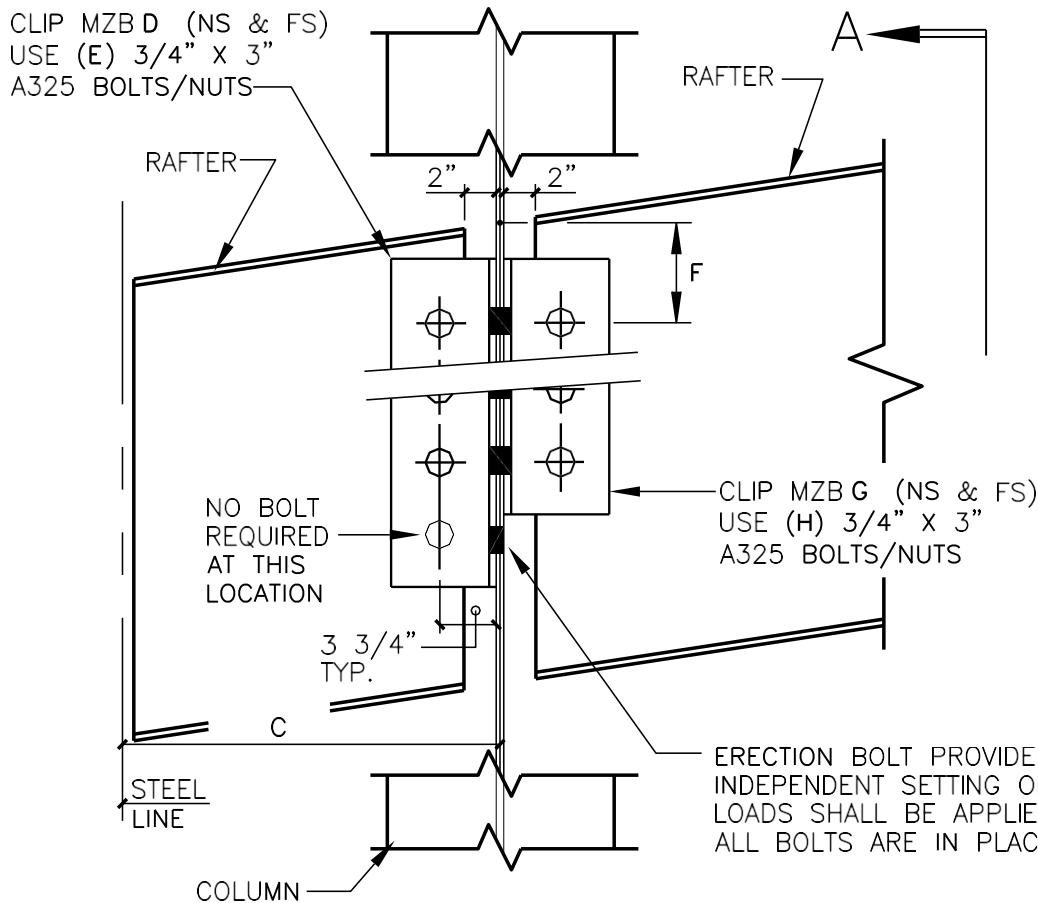 CLIP MZB D (NS & FS)
USE (E) 3/4" X 3"
A325 BOLTS/NUTS
A
RAFTER
RAFTER
2"
2"
F
CLIP MZB G (NS & FS)
USE (H) 3/4" X 3"
A325 BOLTS/NUTS
NO BOLT
REQUIRED
AT THIS
LOCATION
3 3/4"
TYP.
C
STEEL
LINE
ERECTION BOLT PROVIDE
INDEPENDENT SETTING O
LOADS SHALL BE APPLIE
ALL BOLTS ARE IN PLAC
COLUMN